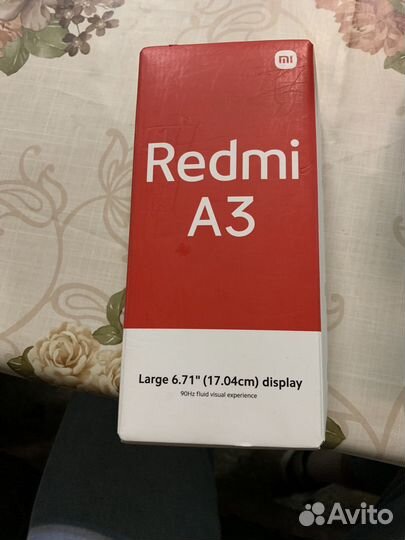 mi
Redmi
A3
Large 6.71" (17.04cm) display
90Hz fluid visual experience
Avito